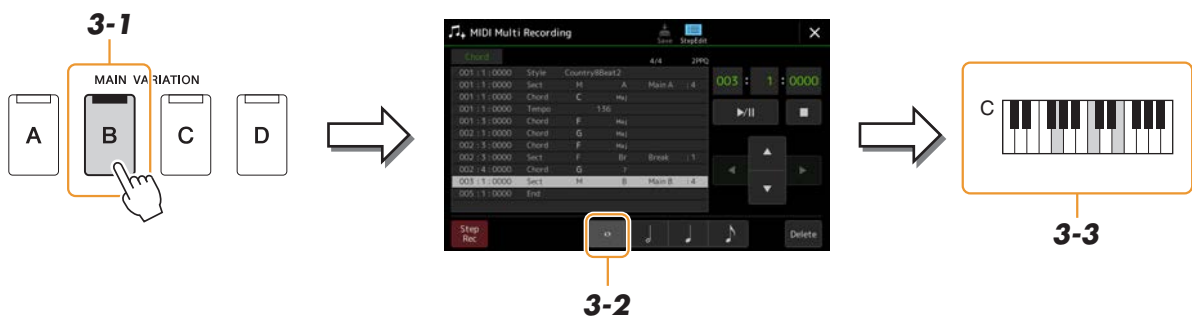 3-1
MAIN VARIATION
A
B
C
D
MIDI Multi Recording
Save
StepEdit
Chord
4/4
2PPQ
001 : 1 : 0000 Style Country8Beat2
001 : 1 : 0000 Sect M A Main A : 4
001 : 1 : 0000 Chord C Maj
001 : 1 : 0000 Tempo 136
001 : 3 : 0000 Chord F Maj
002 : 1 : 0000 Chord G Maj
002 : 3 : 0000 Chord F Maj
002 : 3 : 0000 Sect F Br Break : 1
002 : 4 : 0000 Chord G 7
003 : 1 : 0000 Sect M B Main B : 4
005 : 1 : 0000 End
003 : 1 : 0000
Step
Rec
Delete
3-2
C
3-3